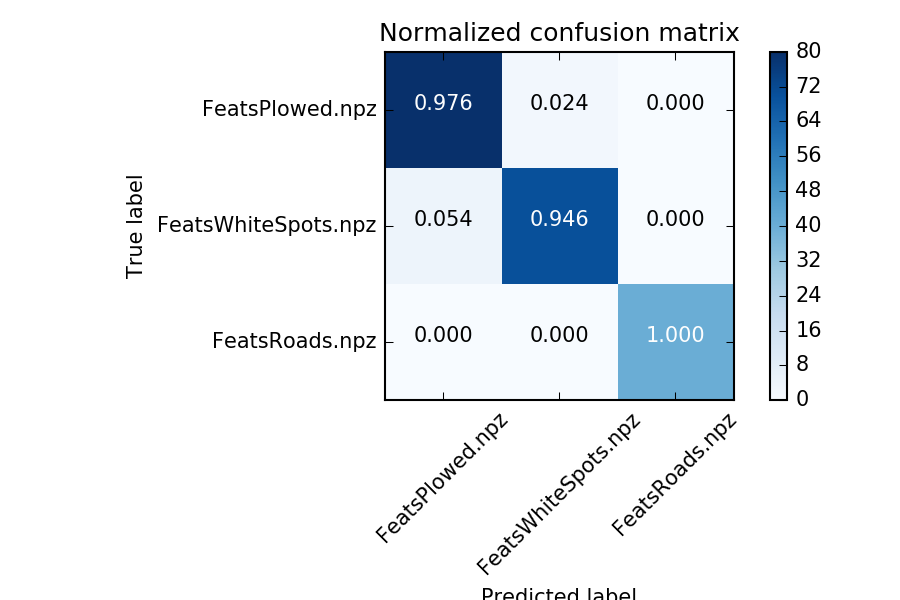 Normalized confusion matrix
FeatsPlowed.npz 0.976 0.024 0.000
FeatsWhiteSpots.npz 0.054 0.946 0.000
FeatsRoads.npz 0.000 0.000 1.000
True label
FeatsPlowed.npz
FeatsWhiteSpots.npz
FeatsRoads.npz
Predicted label
80
72
64
56
48
40
32
24
16
8
0